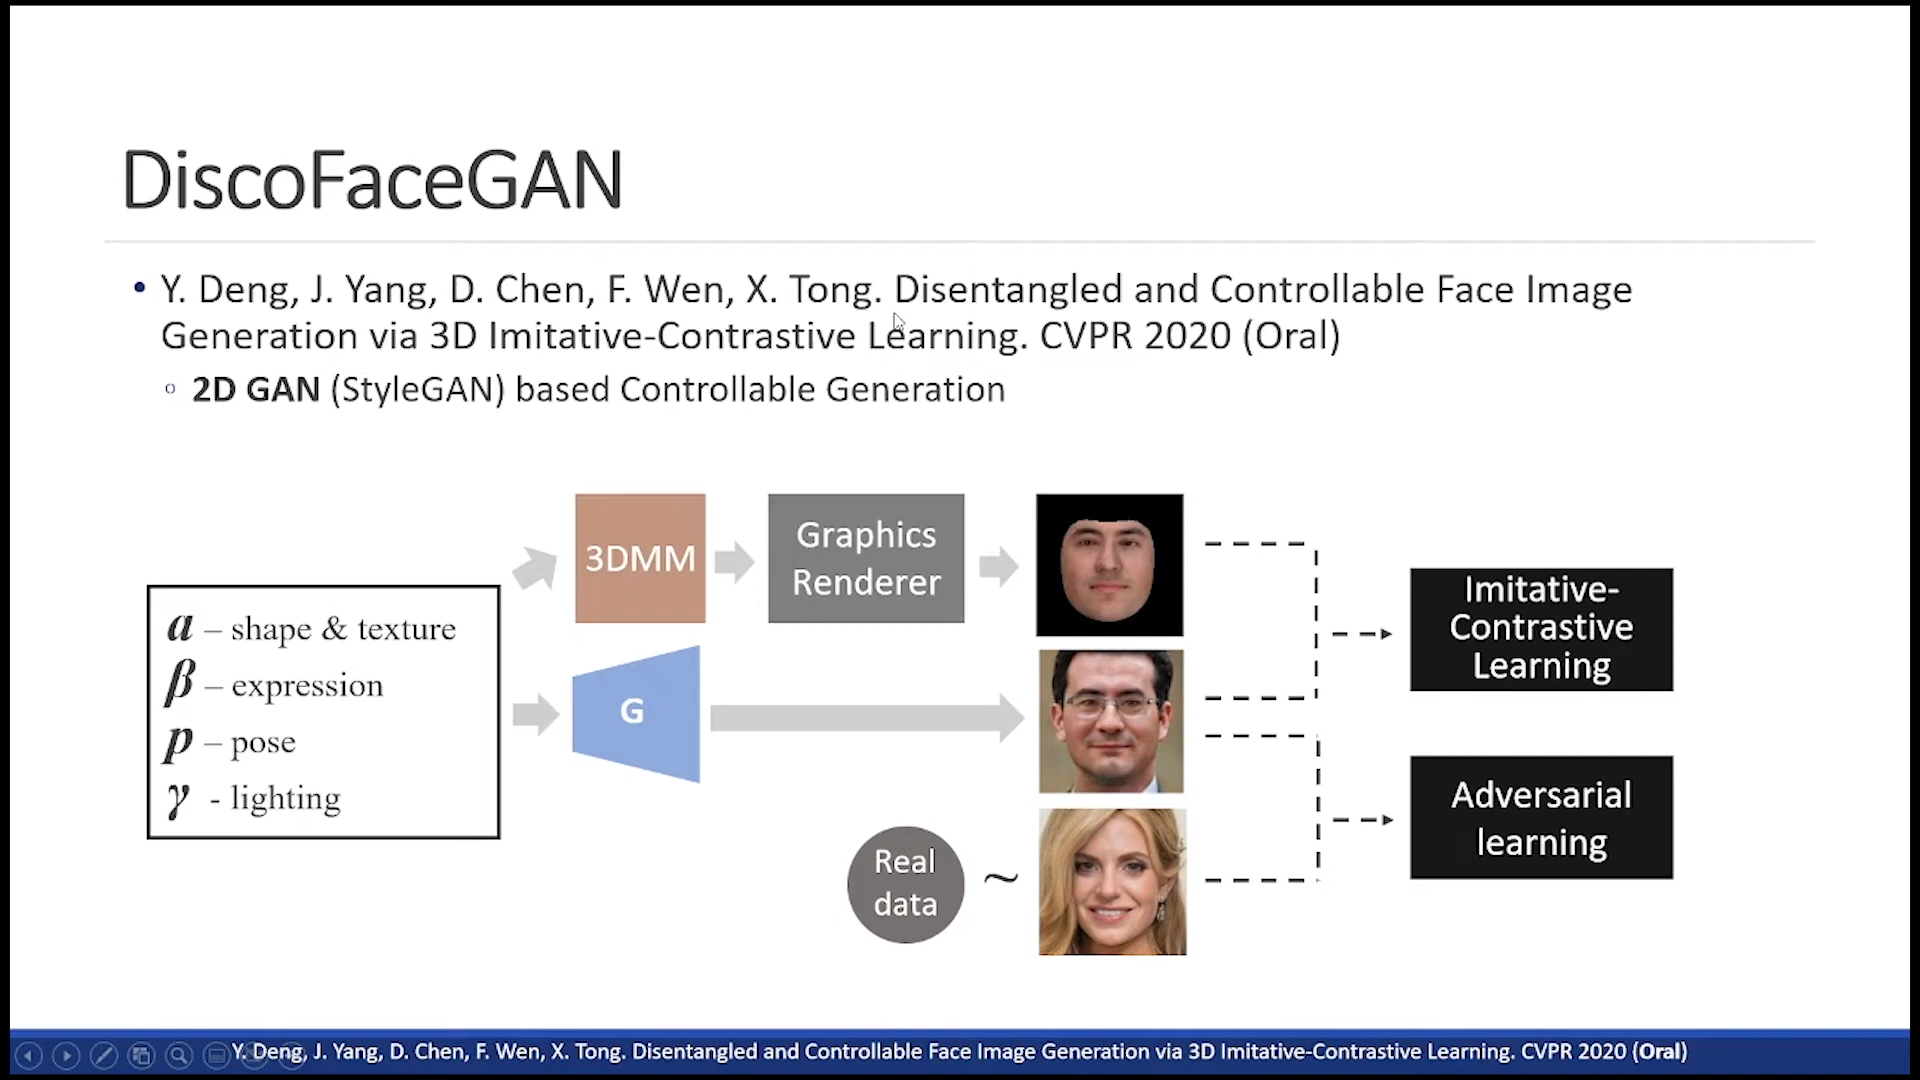 DiscoFaceGAN
• Y. Deng, J. Yang, D. Chen, F. Wen, X. Tong. Disentangled and Controllable Face Image
Generation via 3D Imitative-Contrastive Learning. CVPR 2020 (Oral)
○ 2D GAN (StyleGAN) based Controllable Generation
α – shape & texture
β – expression
p – pose
γ - lighting
3DMM
Graphics
Renderer
G
Real
data
~
Imitative-
Contrastive
Learning
Adversarial
learning
Y. Deng, J. Yang, D. Chen, F. Wen, X. Tong. Disentangled and Controllable Face Image Generation via 3D Imitative-Contrastive Learning. CVPR 2020 (Oral)